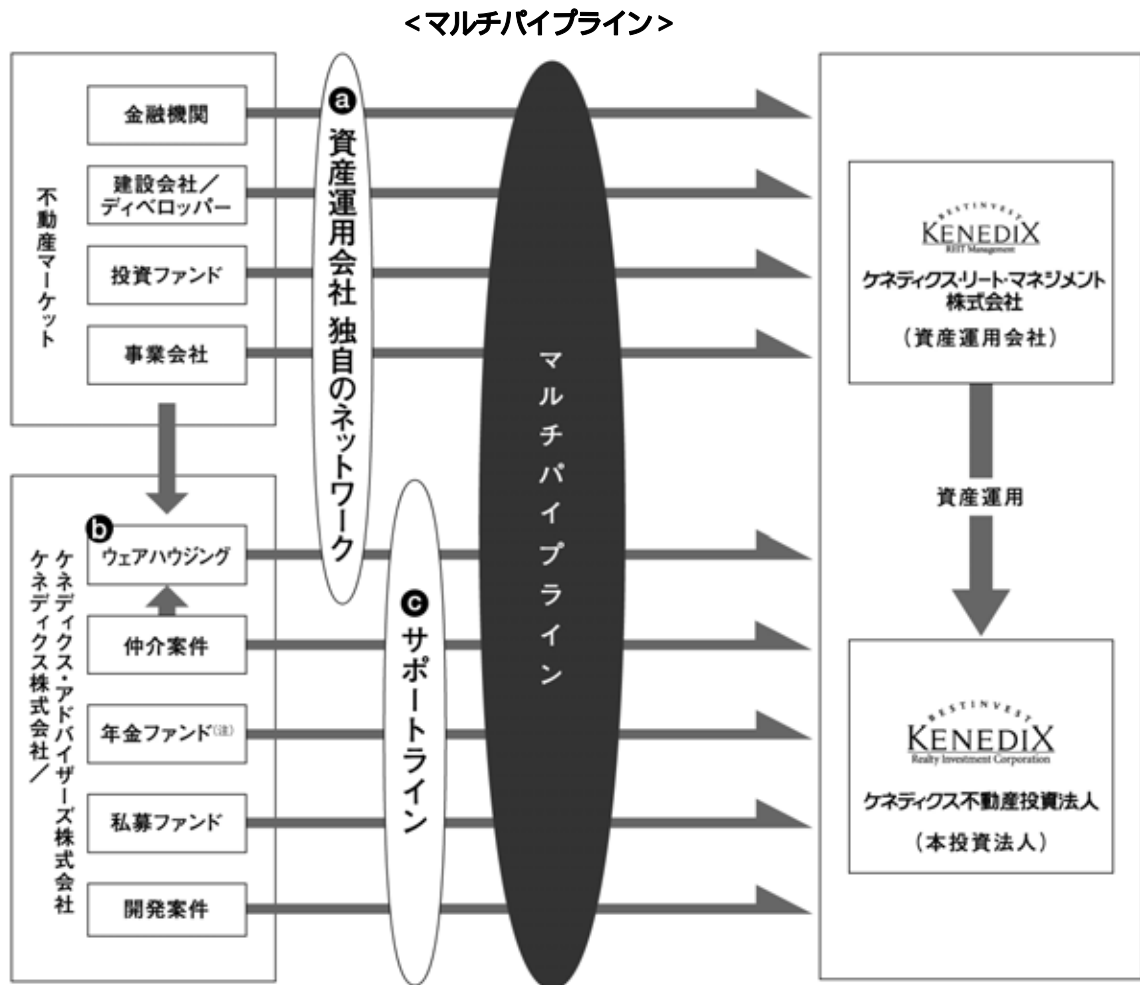 <マルチパイプライン>
不動産マーケット
金融機関
建設会社／
ディベロッパー
投資ファンド
事業会社
ⓐ 資産運用会社 独自のネットワーク
マルチパイプライン
BESTINVEST
KENEDIX
REIT Management
ケネディクス・リート・マネジメント
株式会社
(資産運用会社)
資産運用
ケネディクス・アドバイザーズ株式会社
ケネディクス株式会社／
ⓑ
ウェアハウジング
仲介案件
年金ファンド(注)
私募ファンド
開発案件
ⓒ サポートライン
BESTINVEST
KENEDIX
Realty Investment Corporation
ケネディクス不動産投資法人
(本投資法人)